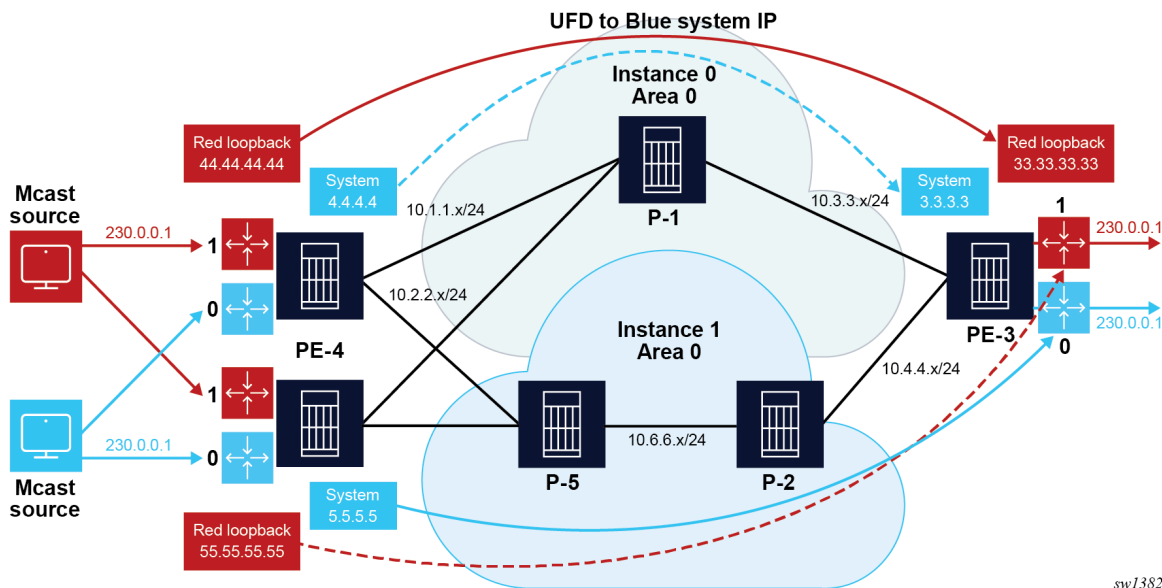 UFD to Blue system IP
Instance 0
Area 0
Red loopback
44.44.44.44
Red loopback
33.33.33.33
System
4.4.4.4
System
3.3.3.3
P-1
10.1.1.x/24
10.3.3.x/24
Mcast
source
230.0.0.1
1
1
230.0.0.1
0
10.2.2.x/24
PE-4
PE-3
230.0.0.1
0
Instance 1
Area 0
10.4.4.x/24
1
230.0.0.1
0
10.6.6.x/24
P-5
P-2
Mcast
source
System
5.5.5.5
Red loopback
55.55.55.55
sw1382